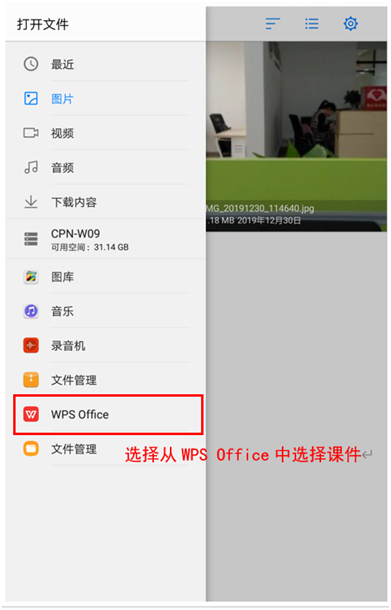 打开文件
最近
图片
视频
音频
下载内容
CPN-W09
可用空间：31.14 GB
图库
音乐
录音机
文件管理
WPS Office
文件管理
MG_20191230_114640.jpg
.18 MB 2019年12月30日
选择从 WPS Office 中选择课件↵